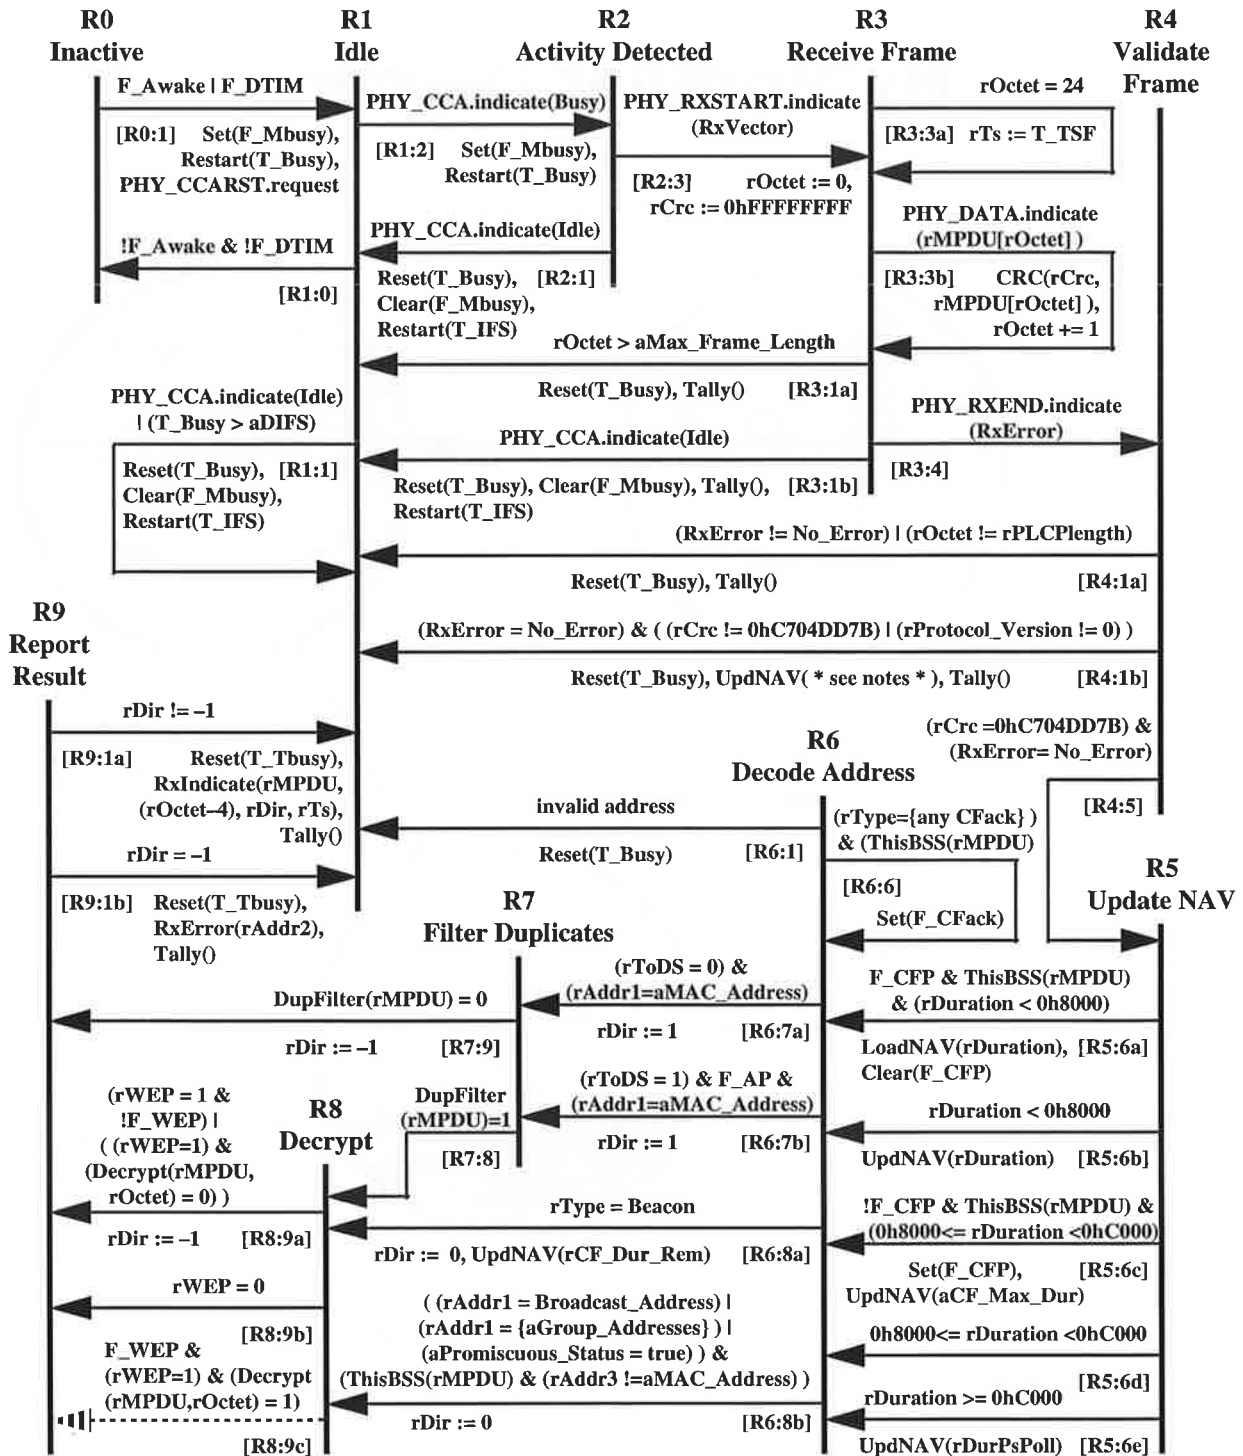 R0
Inactive
R1
Idle
R2
Activity Detected
R3
Receive Frame
R4
Validate
Frame
F_Awake | F_DTIM
[R0:1] Set(F_Mbusy),
Restart(T_Busy),
PHY_CCARST.request
!F_Awake & !F_DTIM
[R1:0]
PHY_CCA.indicate(Busy)
[R1:2] Set(F_Mbusy),
Restart(T_Busy)
PHY_CCA.indicate(Idle)
Reset(T_Busy), [R2:1]
Clear(F_Mbusy),
Restart(T_IFS)
PHY_RXSTART.indicate
(RxVector)
[R2:3] rOctet := 0,
rCrc := 0hFFFFFFFF
rOctet = 24
[R3:3a] rTs := T_TSF
PHY_DATA.indicate
(rMPDU[rOctet] )
[R3:3b] CRC(rCrc,
rMPDU[rOctet] ),
rOctet += 1
rOctet > aMax_Frame_Length
Reset(T_Busy), Tally() [R3:1a]
PHY_CCA.indicate(Idle)
| (T_Busy > aDIFS)
Reset(T_Busy), [R1:1]
Clear(F_Mbusy),
Restart(T_IFS)
PHY_CCA.indicate(Idle)
Reset(T_Busy), Clear(F_Mbusy), Tally(), [R3:1b]
Restart(T_IFS)
PHY_RXEND.indicate
(RxError)
[R3:4]
(RxError != No_Error) | (rOctet != rPLCPlength)
Reset(T_Busy), Tally() [R4:1a]
(RxError = No_Error) & ( (rCrc != 0hC704DD7B) | (rProtocol_Version != 0) )
Reset(T_Busy), UpdNAV( * see notes * ), Tally() [R4:1b]
R9
Report
Result
rDir != –1
[R9:1a] Reset(T_Tbusy),
RxIndicate(rMPDU,
(rOctet–4), rDir, rTs),
Tally()
rDir = –1
[R9:1b] Reset(T_Tbusy),
RxError(rAddr2),
Tally()
(rCrc =0hC704DD7B) &
(RxError= No_Error)
[R4:5]
R6
Decode Address
invalid address
Reset(T_Busy) [R6:1]
(rType={any CFack} )
& (ThisBSS(rMPDU)
[R6:6]
Set(F_CFack)
R5
Update NAV
R7
Filter Duplicates
DupFilter(rMPDU) = 0
rDir := –1 [R7:9]
(rToDS = 0) &
(rAddr1=aMAC_Address)
rDir := 1 [R6:7a]
F_CFP & ThisBSS(rMPDU)
& (rDuration < 0h8000)
LoadNAV(rDuration), [R5:6a]
Clear(F_CFP)
(rToDS = 1) & F_AP &
(rAddr1=aMAC_Address)
rDir := 1 [R6:7b]
rDuration < 0h8000
UpdNAV(rDuration) [R5:6b]
R8
Decrypt
DupFilter
(rMPDU)=1
[R7:8]
(rWEP = 1 &
!F_WEP) |
( (rWEP=1) &
(Decrypt(rMPDU,
rOctet) = 0) )
rDir := –1 [R8:9a]
rType = Beacon
rDir := 0, UpdNAV(rCF_Dur_Rem) [R6:8a]
!F_CFP & ThisBSS(rMPDU) &
(0h8000<= rDuration <0hC000)
Set(F_CFP), [R5:6c]
UpdNAV(aCF_Max_Dur)
rWEP = 0
[R8:9b]
( (rAddr1 = Broadcast_Address) |
(rAddr1 = {aGroup_Addresses} ) |
(aPromiscuous_Status = true) ) &
(ThisBSS(rMPDU) & (rAddr3 !=aMAC_Address) )
rDir := 0 [R6:8b]
0h8000<= rDuration <0hC000
[R5:6d]
F_WEP &
(rWEP=1) & (Decrypt
(rMPDU,rOctet) = 1)
[R8:9c]
rDuration >= 0hC000
UpdNAV(rDurPsPoll) [R5:6e]